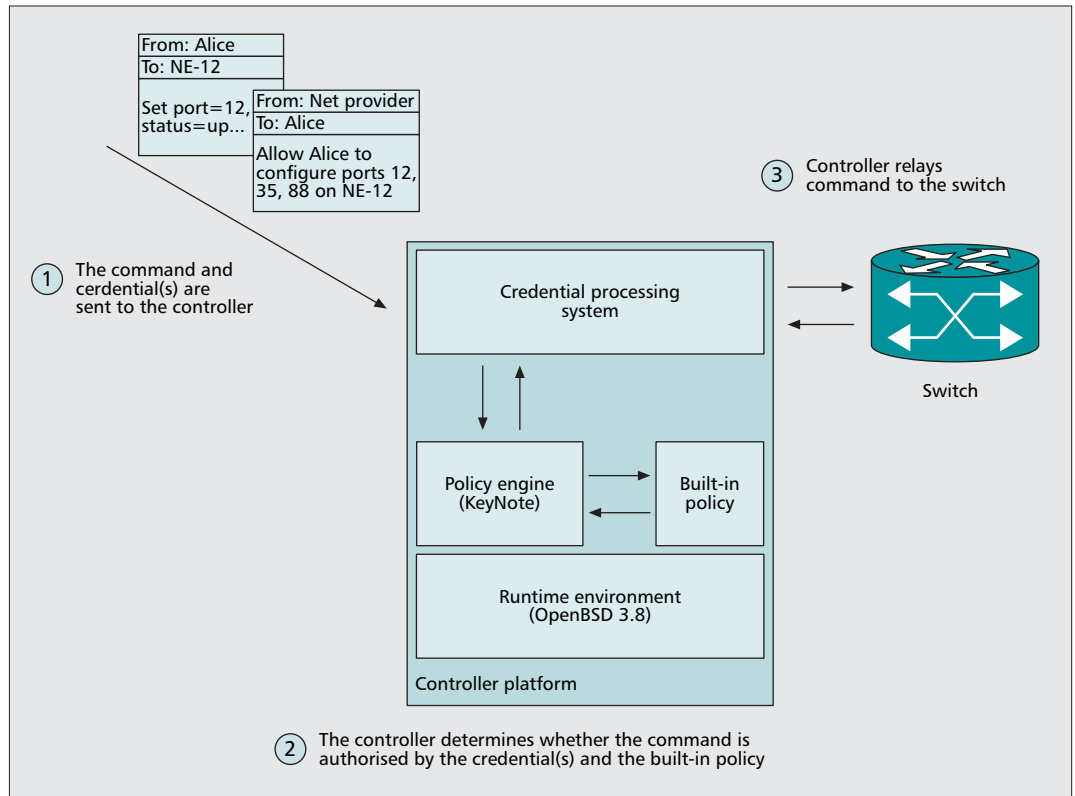 From: Alice
To: NE-12
Set port=12,
status=up...
From: Net provider
To: Alice
Allow Alice to
configure ports 12,
35, 88 on NE-12
3 Controller relays
command to the switch
1 The command and
cerdential(s) are
sent to the controller
Credential processing
system
Switch
Policy engine
(KeyNote)
Built-in
policy
Runtime environment
(OpenBSD 3.8)
Controller platform
2 The controller determines whether the command is
authorised by the credential(s) and the built-in policy